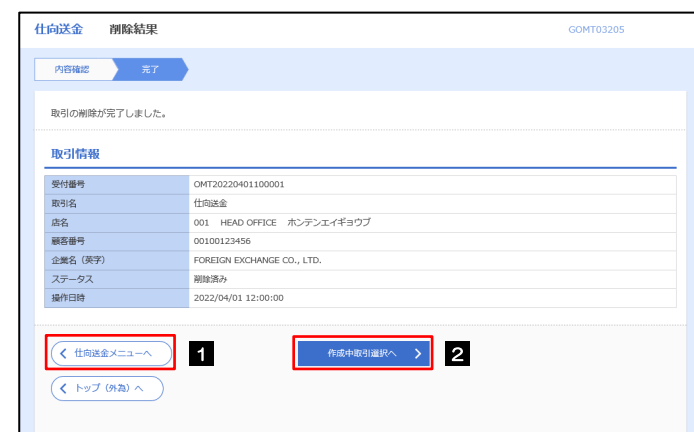 仕向送金 削除結果 GOMT03205
内容確認 完了
取引の削除が完了しました。
取引情報
受付番号 OMT20220401100001
取引名 仕向送金
店名 001 HEAD OFFICE ホンテンエイギョウブ
顧客番号 00100123456
企業名（英字） FOREIGN EXCHANGE CO., LTD.
ステータス 削除済み
操作日時 2022/04/01 12:00:00
仕向送金メニューへ 1 作成中取引選択へ 2
トップ（外為）へ